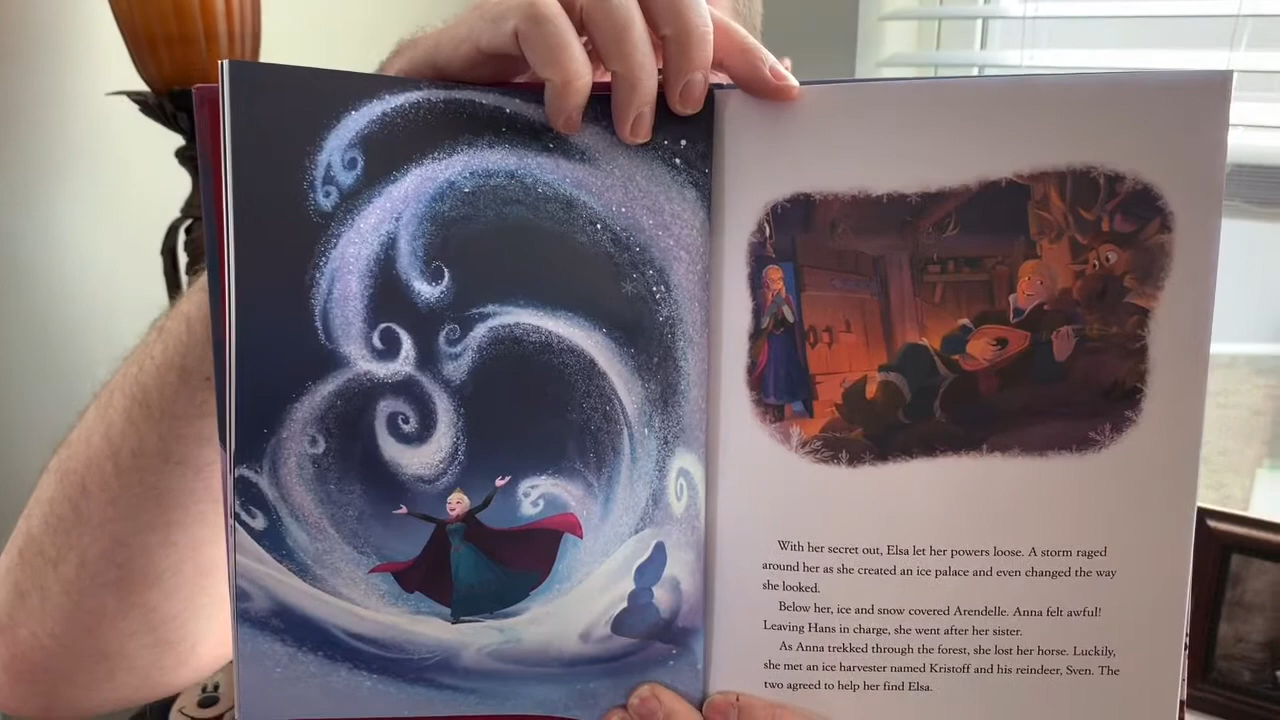 With her secret out, Elsa let her powers loose. A storm raged
around her as she created an ice palace and even changed the way
she looked.
Below her, ice and snow covered Arendelle. Anna felt awful!
Leaving Hans in charge, she went after her sister.
As Anna trekked through the forest, she lost her horse. Luckily,
she met an ice harvester named Kristoff and his reindeer, Sven. The
two agreed to help her find Elsa.